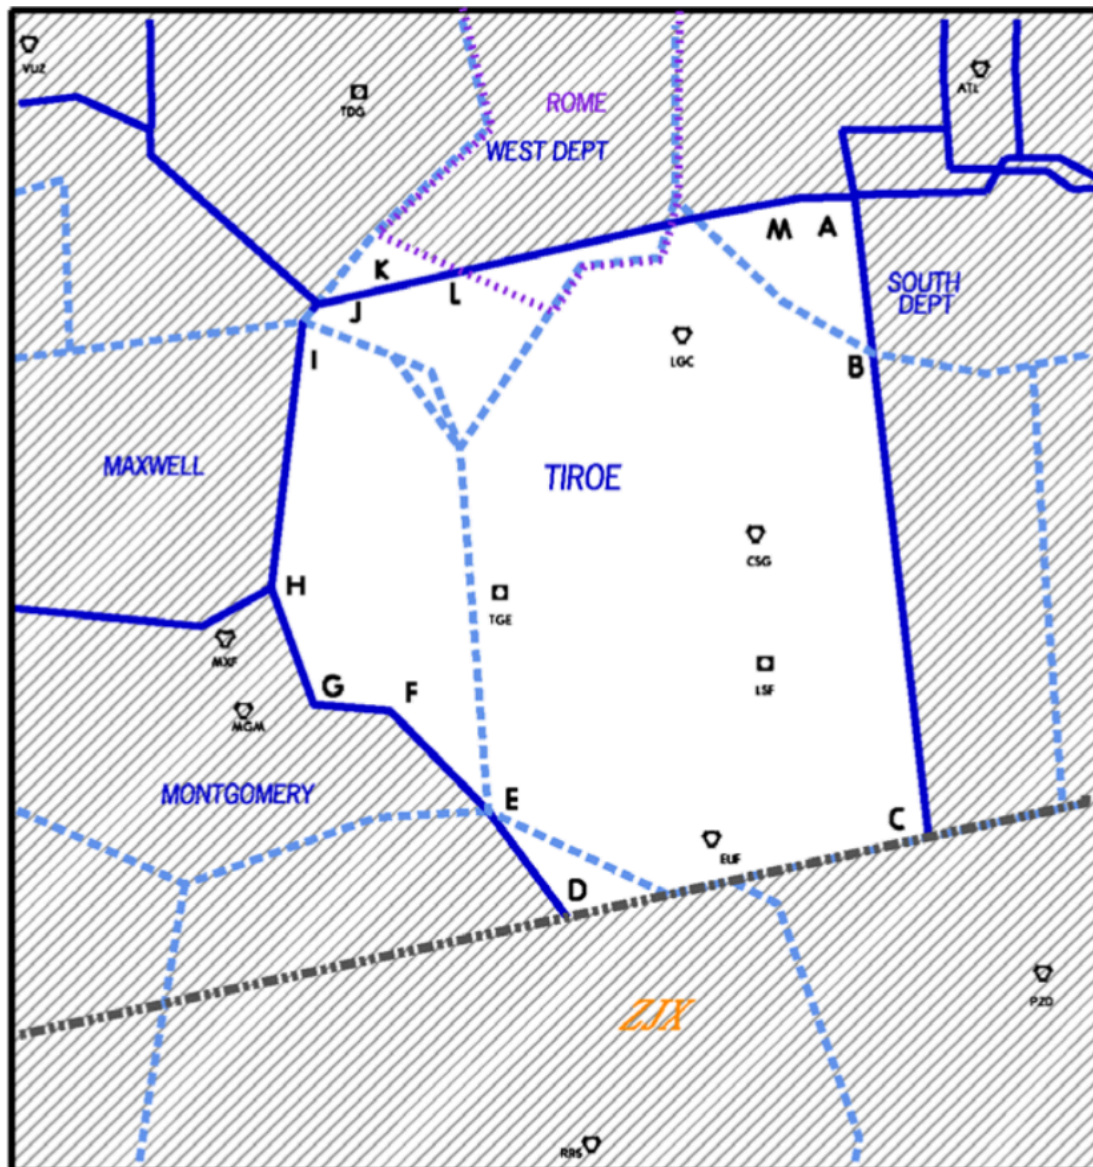 VUZ
ATL
TDG
ROME
WEST DEPT
M
A
K
SOUTH
DEPT
L
J
LGC
I
B
MAXWELL
TIROE
CSG
H
TGE
MXF
LSF
G
F
MGM
MONTGOMERY
E
C
EUF
D
PZD
ZJX
RRS